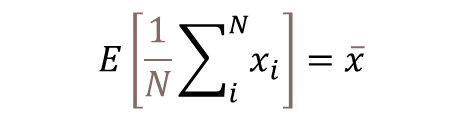 E [ 1/N ∑_i^N x_i ] = x̄